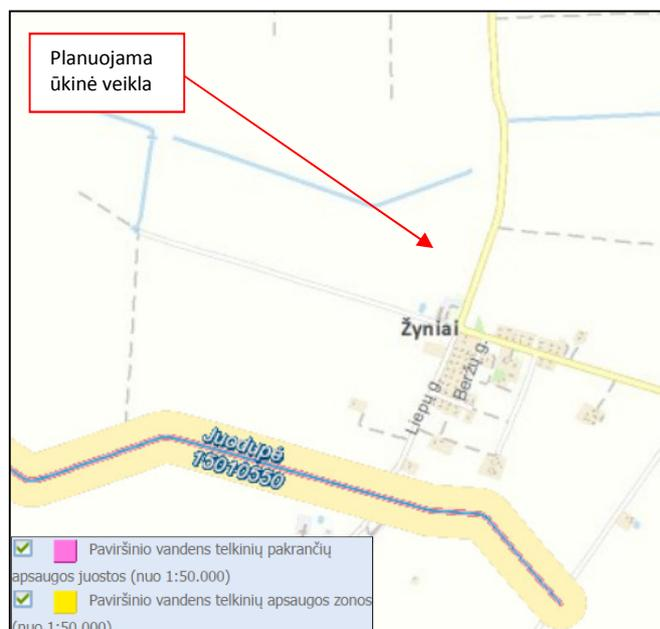 Planuojama
ūkinė veikla
Žyniai
Liepų g.
Beržų g.
Juodupė
15010550
Paviršinio vandens telkinių pakrančių
apsaugos juostos (nuo 1:50.000)
Paviršinio vandens telkinių apsaugos zonos
(nuo 1:50.000)